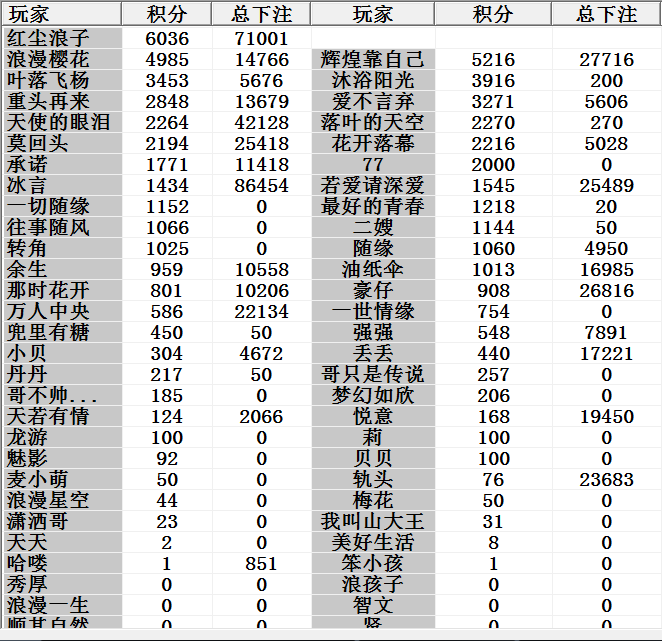 玩家 积分 总下注 玩家 积分 总下注
红尘浪子 6036 71001
浪漫樱花 4985 14766 辉煌靠自己 5216 27716
叶落飞杨 3453 5676 沐浴阳光 3916 200
重头再来 2848 13679 爱不言弃 3271 5606
天使的眼泪 2264 42128 落叶的天空 2270 270
莫回头 2194 25418 花开落幕 2216 5028
承诺 1771 11418 77 2000 0
冰言 1434 86454 若爱请深爱 1545 25489
一切随缘 1152 0 最好的青春 1218 20
往事随风 1066 0 二嫂 1144 50
转角 1025 0 随缘 1060 4950
余生 959 10558 油纸伞 1013 16985
那时花开 801 10206 豪仔 908 26816
万人中央 586 22134 一世情缘 754 0
兜里有糖 450 50 强强 548 7891
小贝 304 4672 丢丢 440 17221
丹丹 217 50 哥只是传说 257 0
哥不帅... 185 0 梦幻如欣 206 0
天若有情 124 2066 悦意 168 19450
龙游 100 0 莉 100 0
魅影 92 0 贝贝 100 0
麦小萌 50 0 轨头 76 23683
浪漫星空 44 0 梅花 50 0
潇洒哥 23 0 我叫山大王 31 0
天天 2 0 美好生活 8 0
哈喽 1 851 笨小孩 1 0
秀厚 0 0 浪孩子 0 0
浪漫一生 0 0 智文 0 0
顺其自然 0 0 贤 0 0